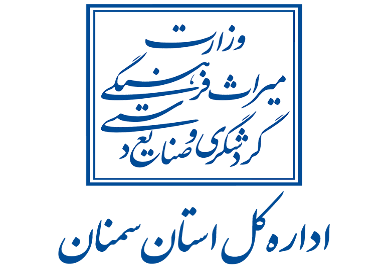 وزارت
میراث فرهنگی
گردشگری و صنایع دستی
اداره کل استان سمنان